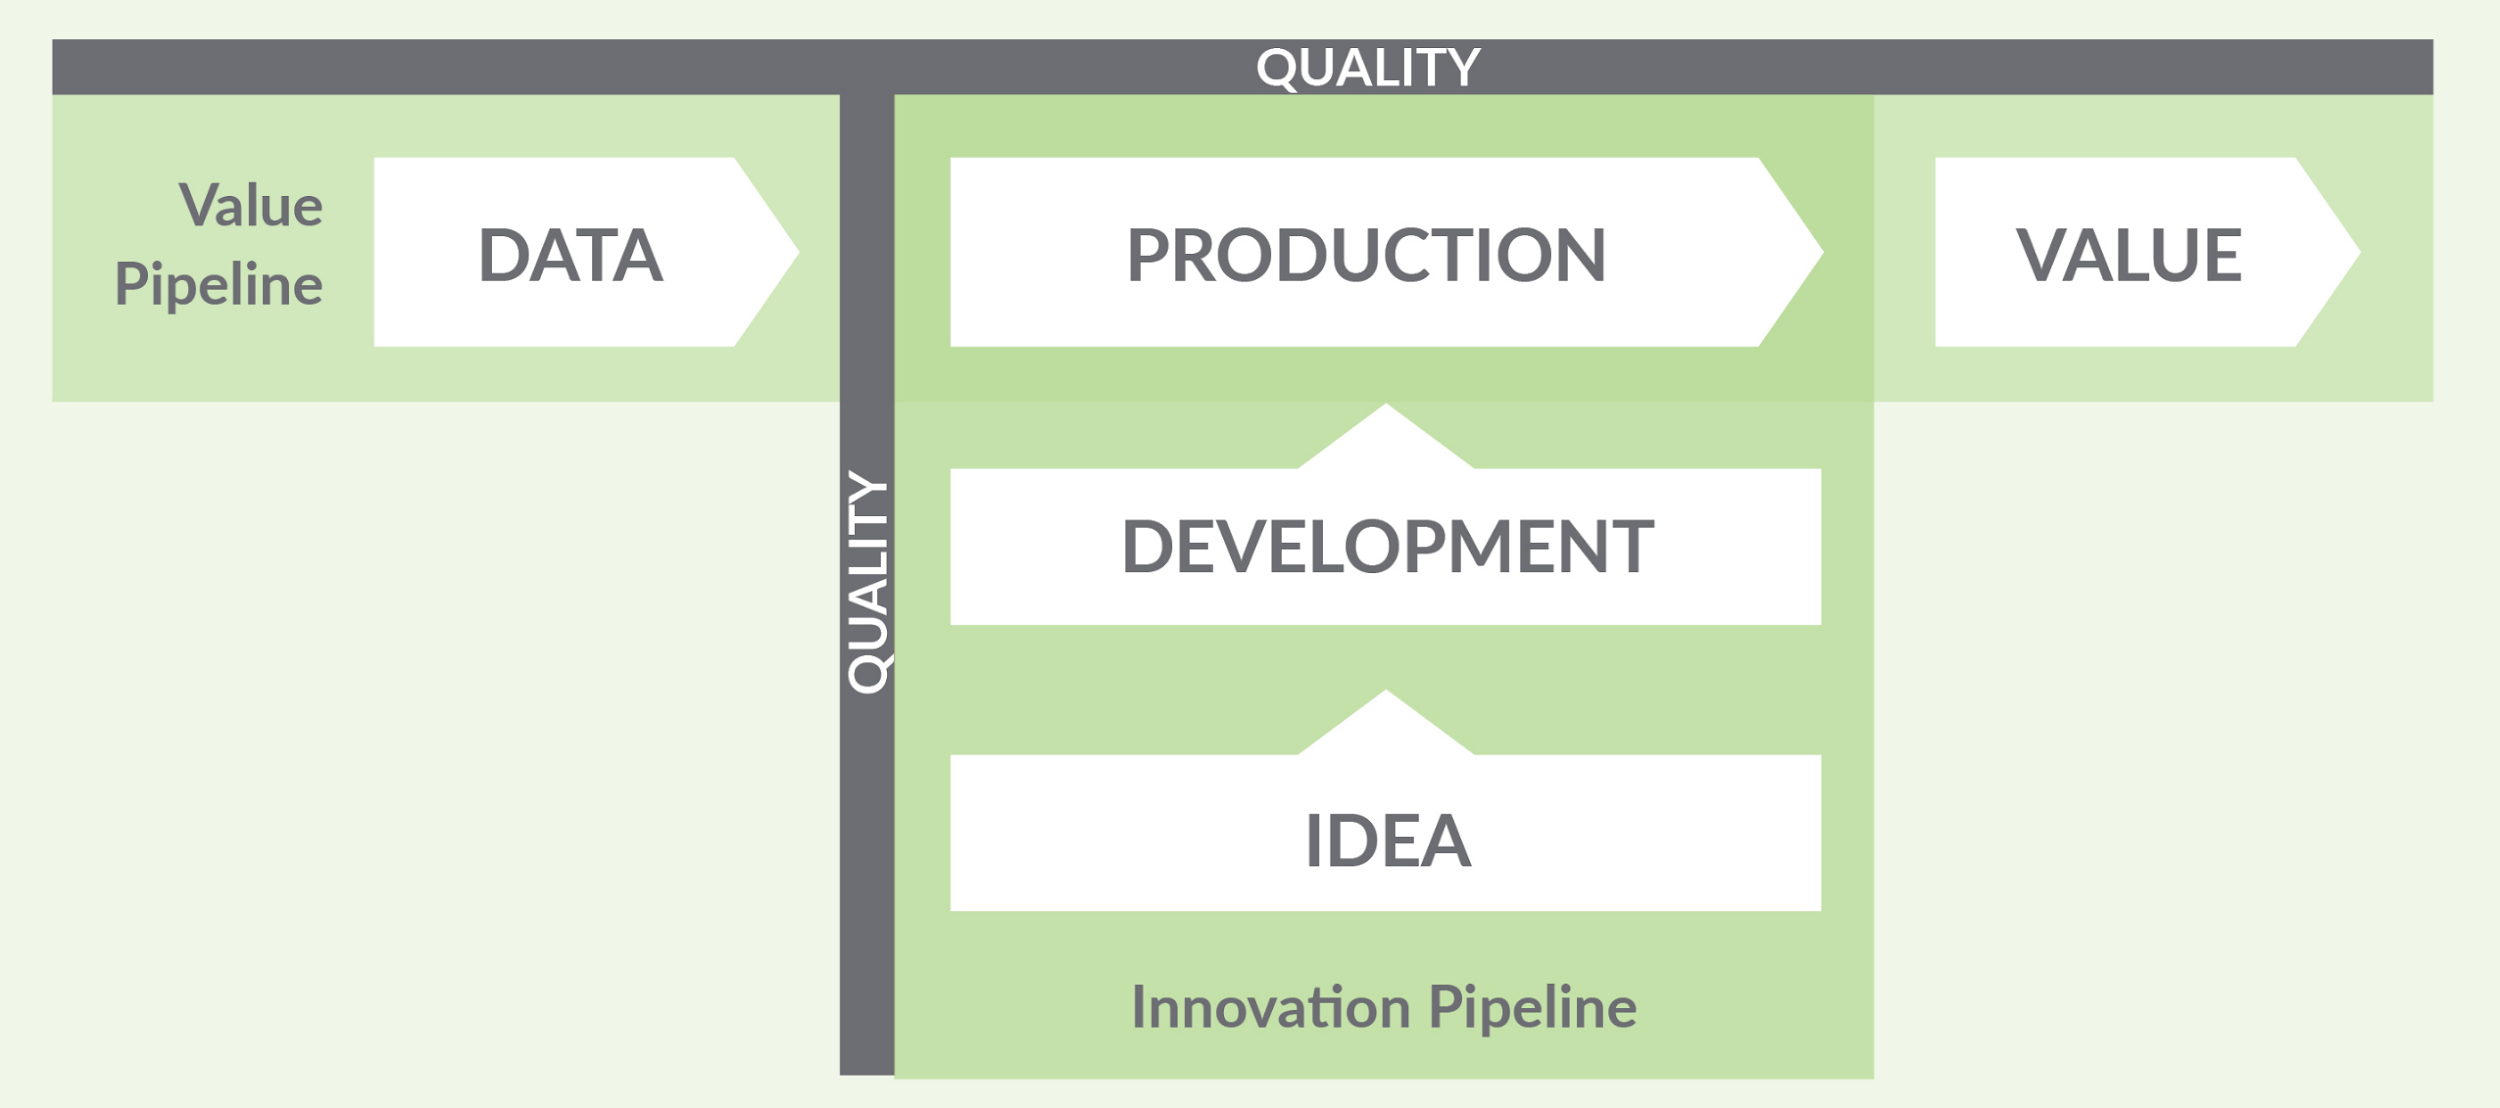 QUALITY
Value
Pipeline
DATA
PRODUCTION
VALUE
QUALITY
DEVELOPMENT
IDEA
Innovation Pipeline